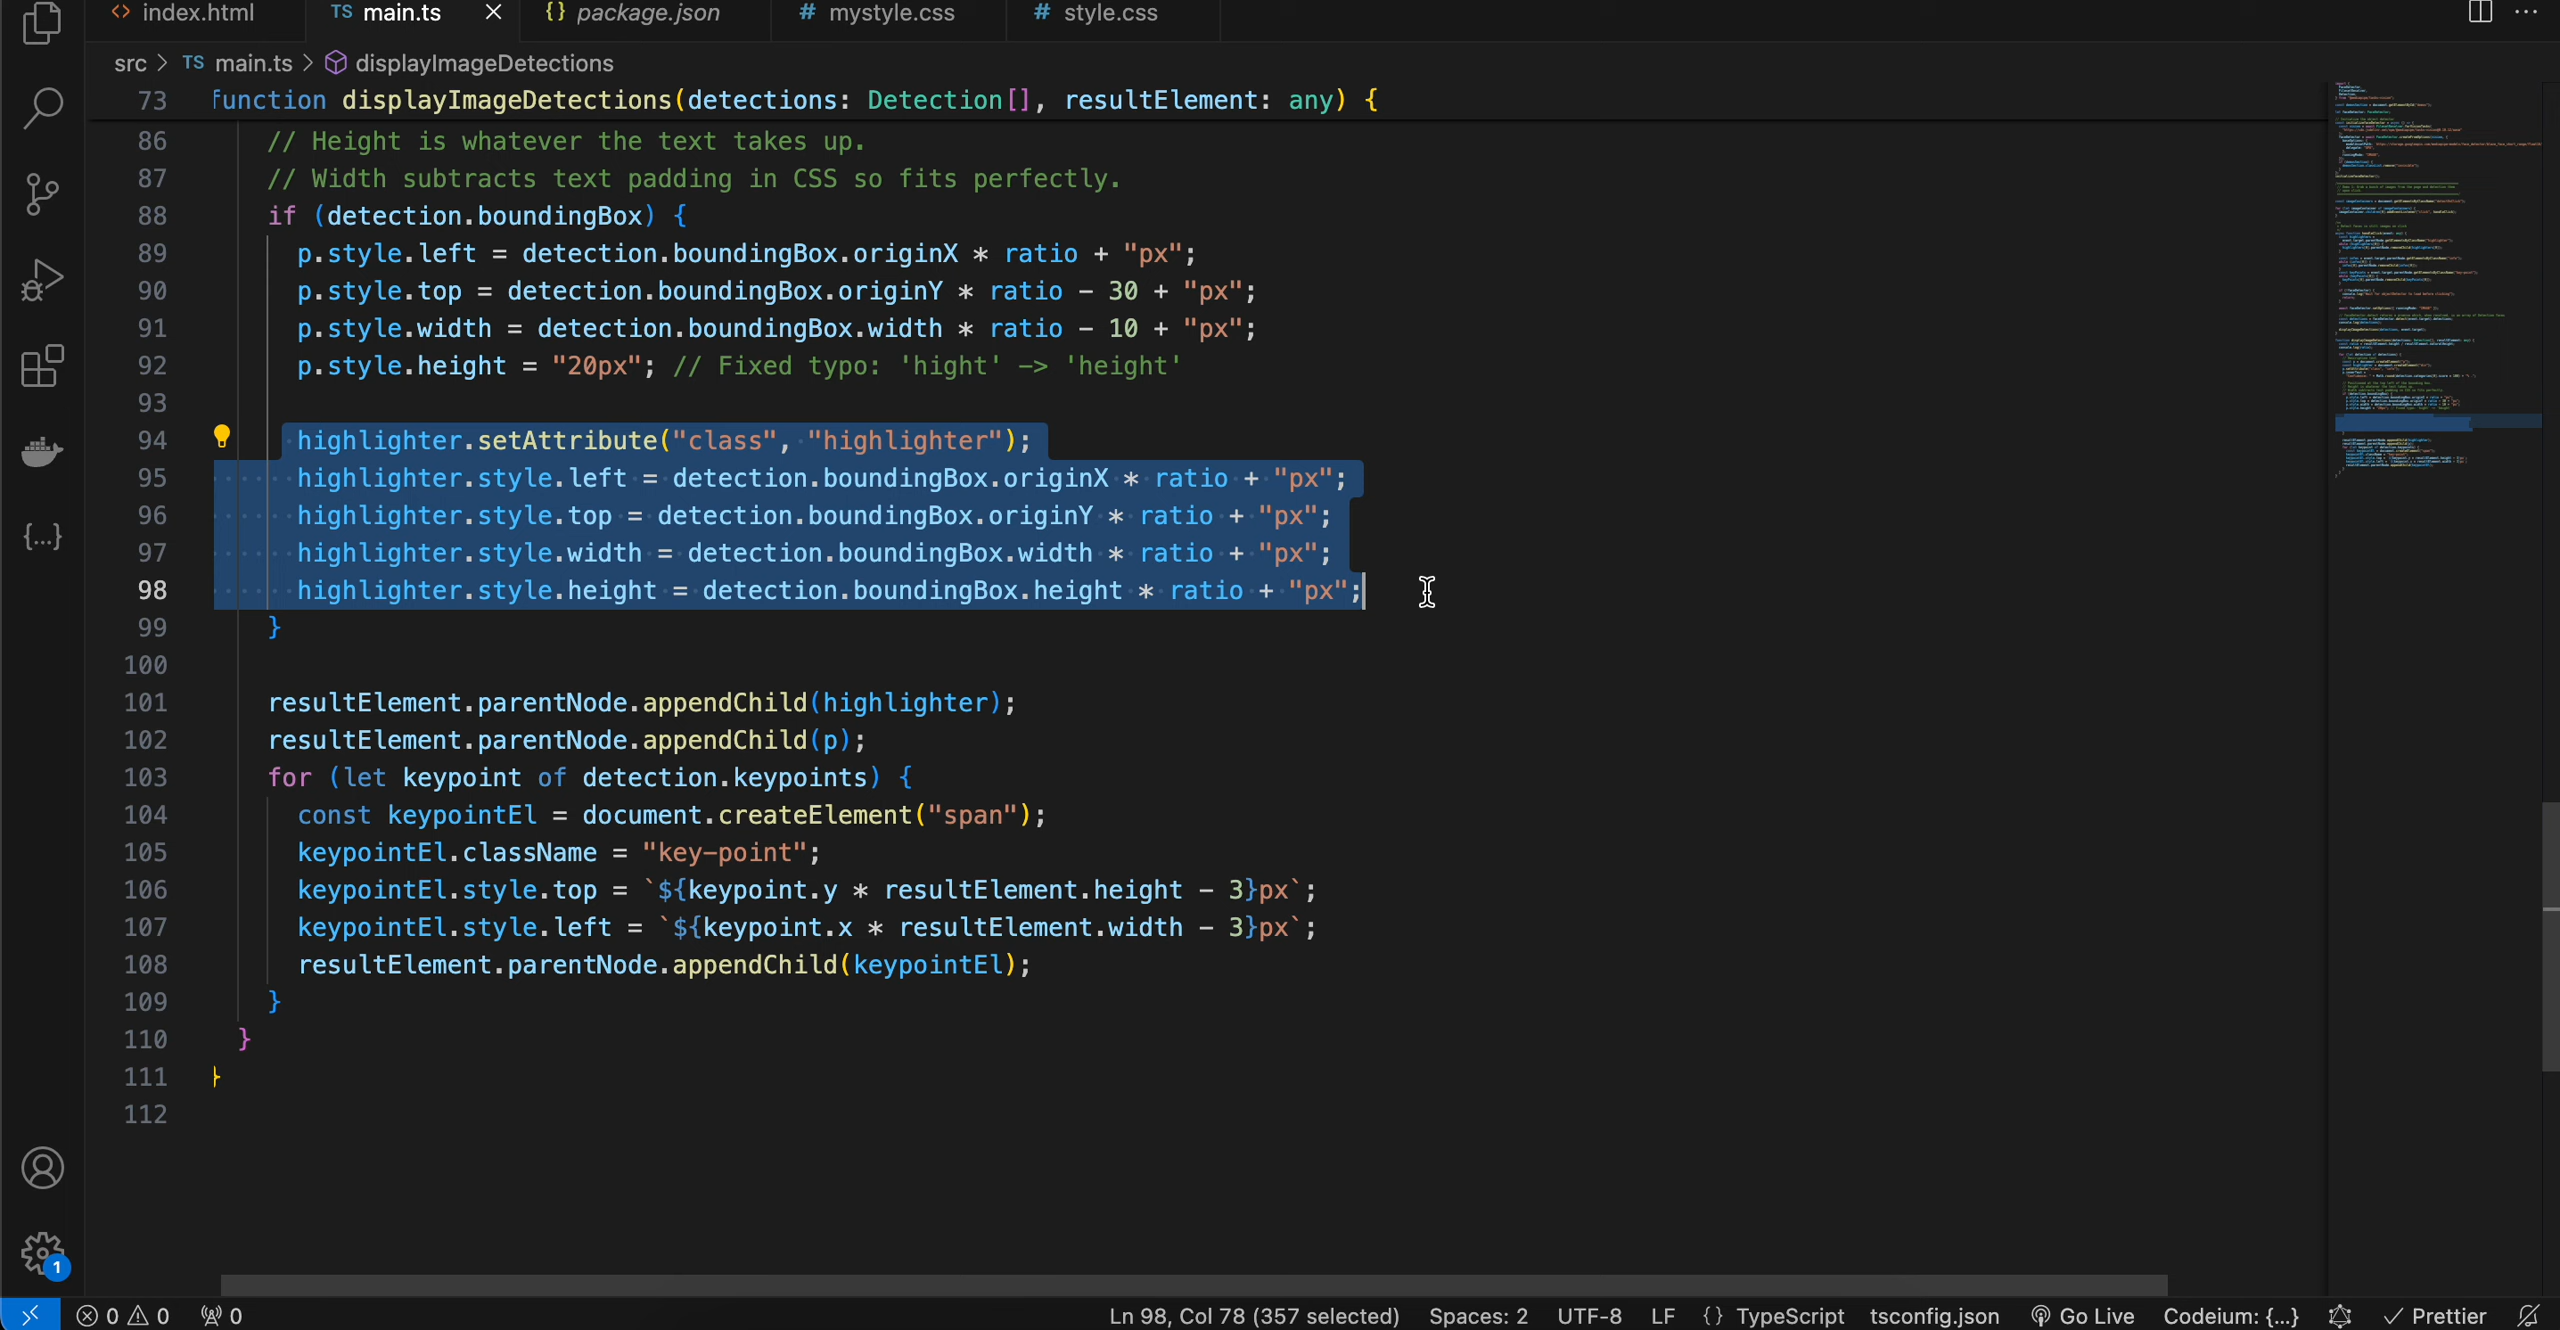 <> index.html TS main.ts {} package.json # mystyle.css # style.css
src > TS main.ts > displayImageDetections
73 function displayImageDetections(detections: Detection[], resultElement: any) {
86 // Height is whatever the text takes up.
87 // Width subtracts text padding in CSS so fits perfectly.
88 if (detection.boundingBox) {
89 p.style.left = detection.boundingBox.originX * ratio + "px";
90 p.style.top = detection.boundingBox.originY * ratio - 30 + "px";
91 p.style.width = detection.boundingBox.width * ratio - 10 + "px";
92 p.style.height = "20px"; // Fixed typo: 'hight' -> 'height'
93
94 highlighter.setAttribute("class", "highlighter");
95 highlighter.style.left = detection.boundingBox.originX * ratio + "px";
96 highlighter.style.top = detection.boundingBox.originY * ratio + "px";
97 highlighter.style.width = detection.boundingBox.width * ratio + "px";
98 highlighter.style.height = detection.boundingBox.height * ratio + "px";
99 }
100
101 resultElement.parentNode.appendChild(highlighter);
102 resultElement.parentNode.appendChild(p);
103 for (let keypoint of detection.keypoints) {
104 const keypointEl = document.createElement("span");
105 keypointEl.className = "key-point";
106 keypointEl.style.top = `${keypoint.y * resultElement.height - 3}px`;
107 keypointEl.style.left = `${keypoint.x * resultElement.width - 3}px`;
108 resultElement.parentNode.appendChild(keypointEl);
109 }
110 }
111 }
112
1
0 0 0 Ln 98, Col 78 (357 selected) Spaces: 2 UTF-8 LF {} TypeScript tsconfig.json Go Live Codeium: {...} Prettier